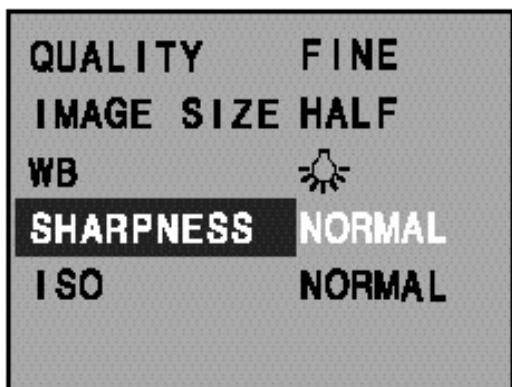 QUALITY FINE
IMAGE SIZE HALF
WB
SHARPNESS NORMAL
ISO NORMAL